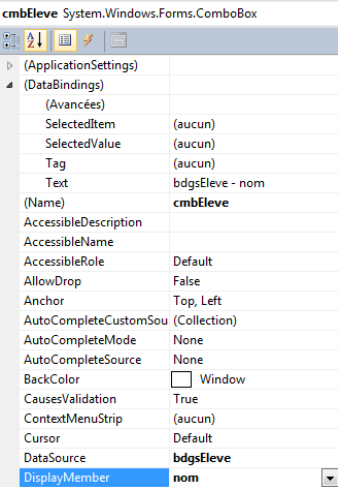 cmbEleve System.Windows.Forms.ComboBox
(ApplicationSettings)
(DataBindings)
(Avancées)
SelectedItem (aucun)
SelectedValue (aucun)
Tag (aucun)
Text bdgsEleve - nom
(Name) cmbEleve
AccessibleDescription
AccessibleName
AccessibleRole Default
AllowDrop False
Anchor Top, Left
AutoCompleteCustomSou (Collection)
AutoCompleteMode None
AutoCompleteSource None
BackColor Window
CausesValidation True
ContextMenuStrip (aucun)
Cursor Default
DataSource bdgsEleve
DisplayMember nom